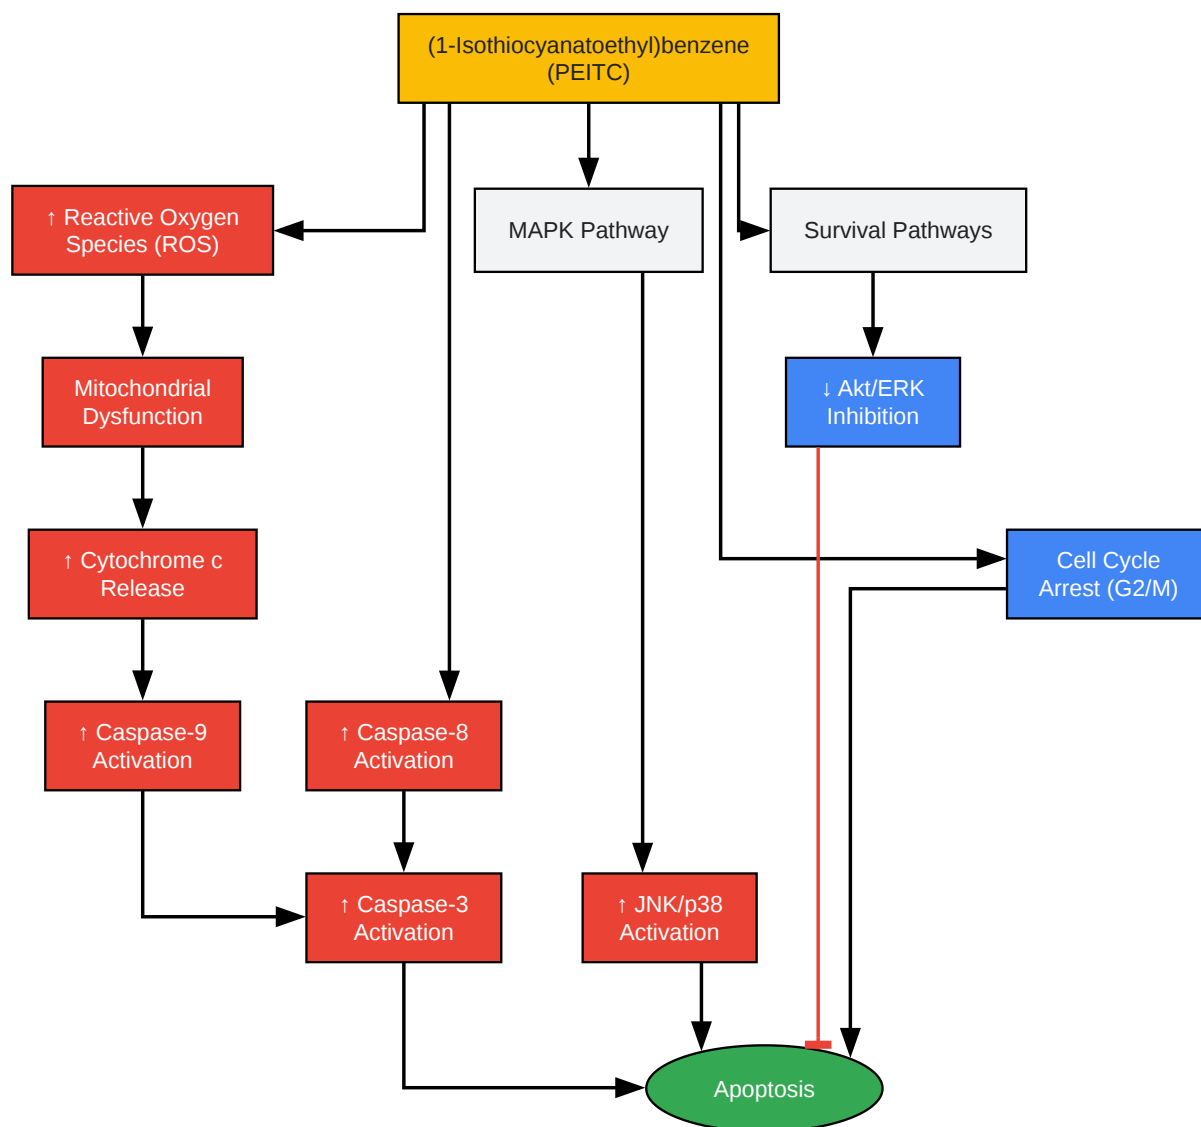 (1-Isothiocyanatoethyl)benzene
(PEITC)
↑ Reactive Oxygen
Species (ROS)
MAPK Pathway
Survival Pathways
Mitochondrial
Dysfunction
↓ Akt/ERK
Inhibition
↑ Cytochrome c
Release
Cell Cycle
Arrest (G2/M)
↑ Caspase-9
Activation
↑ Caspase-8
Activation
↑ Caspase-3
Activation
↑ JNK/p38
Activation
Apoptosis